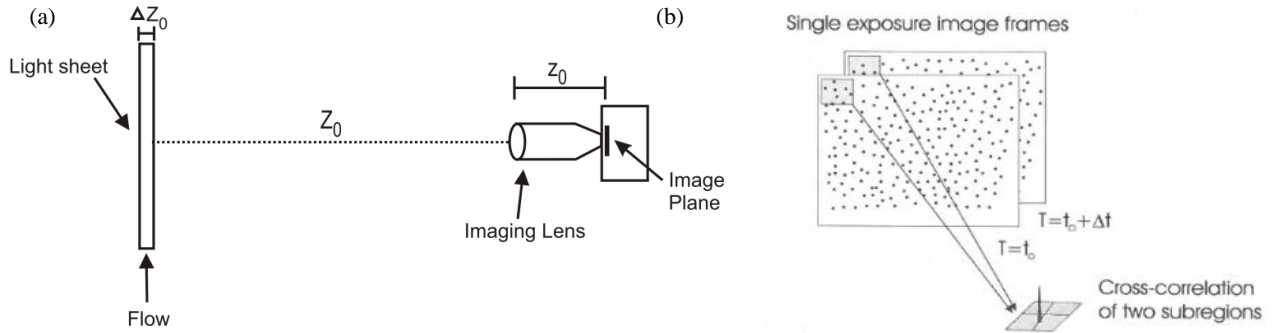 (a)
ΔZ₀
Light sheet
Z₀
z₀
Image
Plane
Imaging Lens
Flow
(b)
Single exposure image frames
T=t₀+Δt
T=t₀
Cross-correlation
of two subregions